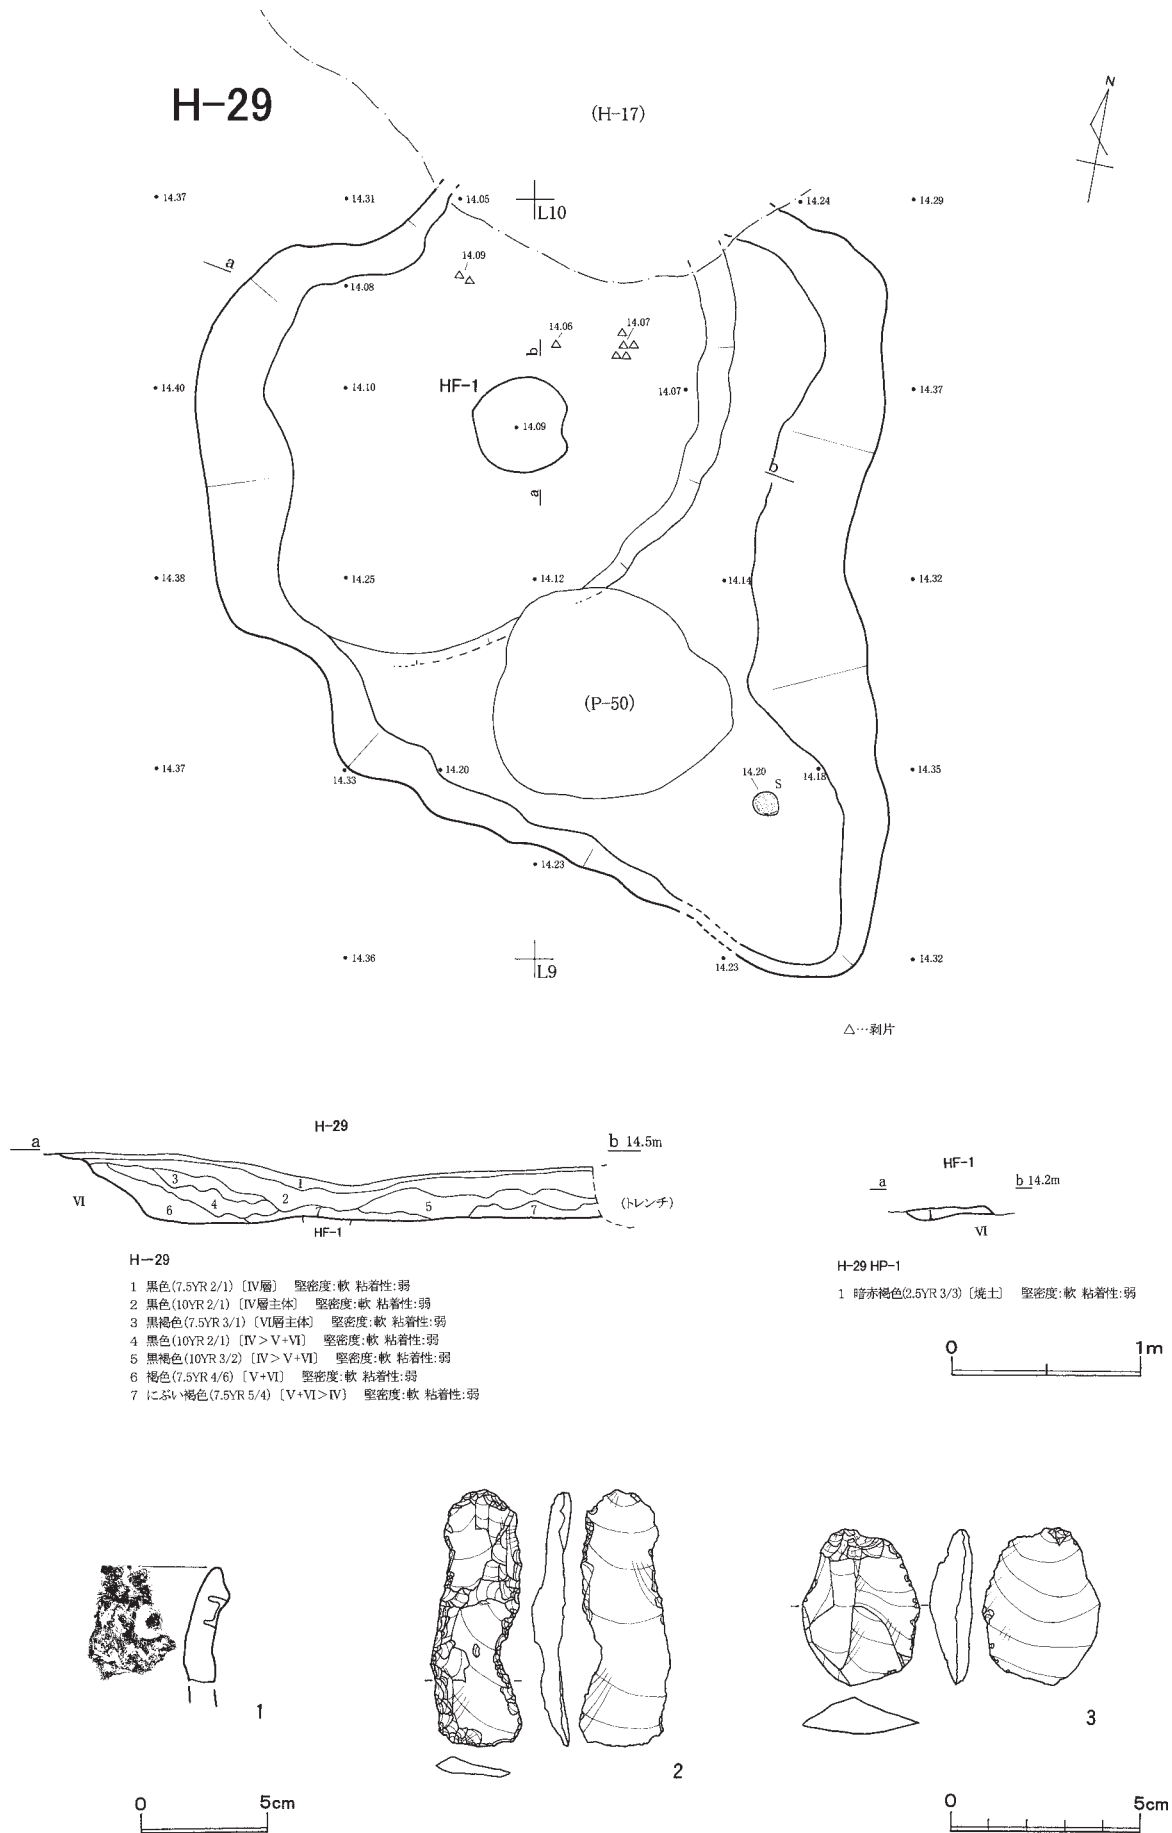 H-29
(H-17)
N
14.37
14.31
14.05
L10
14.24
14.29
a
14.09
14.08
14.06
14.07
b
HF-1
14.40
14.10
14.07
14.37
14.09
b
a
14.38
14.25
14.12
14.14
14.32
(P-50)
14.37
14.33
14.20
14.20
S
14.18
14.35
14.23
14.36
L9
14.23
14.32
△…剥片
H-29
a
b 14.5m
VI
1
2
3
4
5
6
7
7
HF-1
(トレンチ)
HF-1
a
b 14.2m
1
VI
H-29
1 黒色(7.5YR 2/1)〔IV層〕 堅密度:軟 粘着性:弱
2 黒色(10YR 2/1)〔IV層主体〕 堅密度:軟 粘着性:弱
3 黒褐色(7.5YR 3/1)〔VI層主体〕 堅密度:軟 粘着性:弱
4 黒色(10YR 2/1)〔IV>V+VI〕 堅密度:軟 粘着性:弱
5 黒褐色(10YR 3/2)〔IV>V+VI〕 堅密度:軟 粘着性:弱
6 褐色(7.5YR 4/6)〔V+VI〕 堅密度:軟 粘着性:弱
7 にぶい褐色(7.5YR 5/4)〔V+VI>IV〕 堅密度:軟 粘着性:弱
H-29 HP-1
1 暗赤褐色(2.5YR 3/3)〔焼土〕 堅密度:軟 粘着性:弱
0 1m
1
2
3
0 5cm
0 5cm